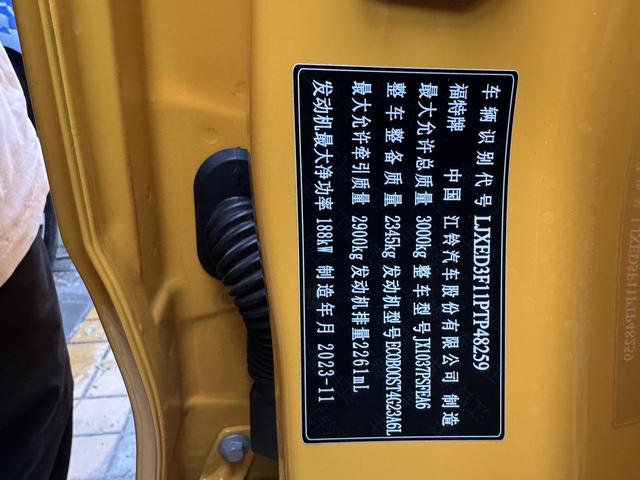 车辆识别代号 LJXED3F11PTP48259
福特牌 中国 江铃汽车股份有限公司 制造
最大允许总质量 3000kg 整车型号 JX1037PSFEA6
整车整备质量 2345kg 发动机型号 ECOBOOST4G23A6L
最大允许牵引质量 2900kg 发动机排量 2261mL
发动机最大净功率 188kW 制造年月 2023-11